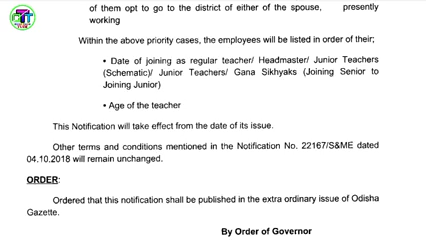 of them opt to go to the district of either of the spouse, presently
working
Within the above priority cases, the employees will be listed in order of their;
• Date of joining as regular teacher/ Headmaster/ Junior Teachers
(Schematic)/ Junior Teachers/ Gana Sikhyaks (Joining Senior to
Joining Junior)
• Age of the teacher
This Notification will take effect from the date of its issue.
Other terms and conditions mentioned in the Notification No. 22167/S&ME dated
04.10.2018 will remain unchanged.
ORDER:
Ordered that this notification shall be published in the extra ordinary issue of Odisha
Gazette.
By Order of Governor